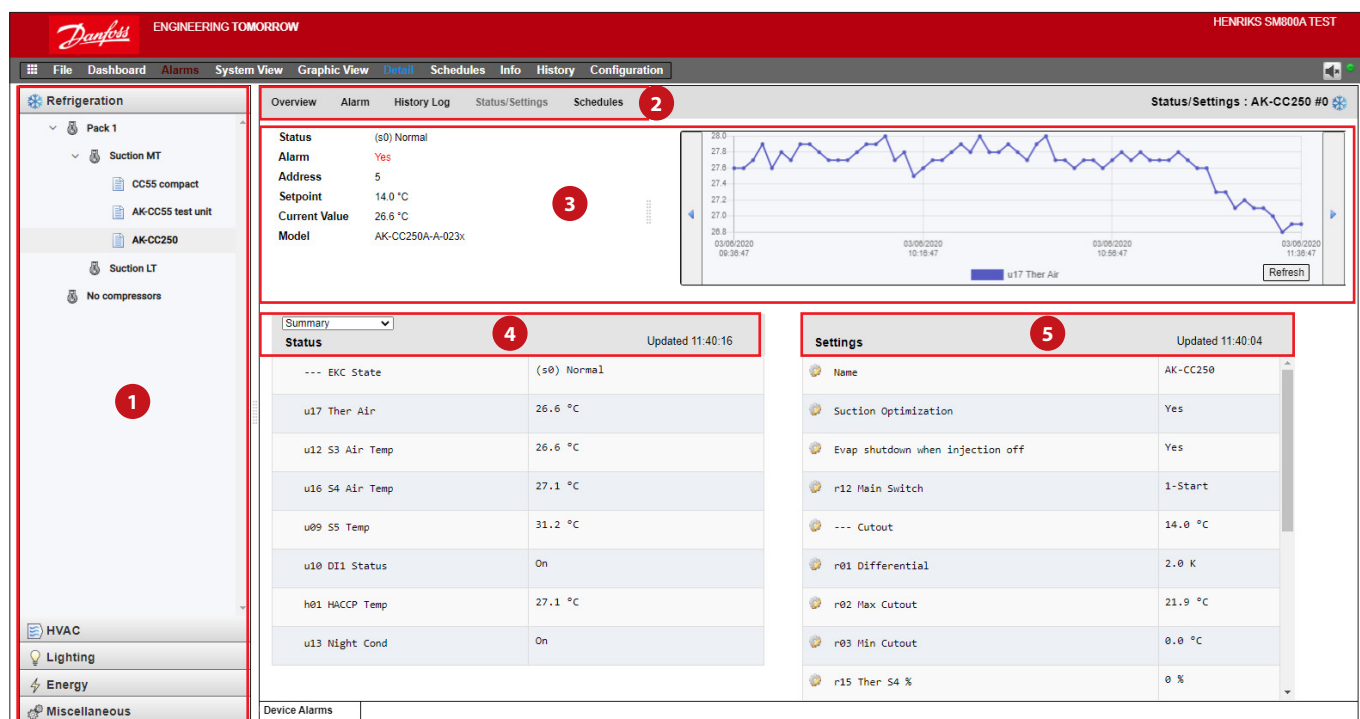 Danfoss ENGINEERING TOMORROW HENRIKS SM800A TEST
File Dashboard Alarms System View Graphic View Detail Schedules Info History Configuration
Refrigeration
Pack 1
Suction MT
CC55 compact
AK-CC55 test unit
AK-CC250
Suction LT
No compressors
1
HVAC
Lighting
Energy
Miscellaneous
Overview Alarm History Log Status/Settings Schedules 2 Status/Settings : AK-CC250 #0
Status (s0) Normal
Alarm Yes
Address 5
Setpoint 14.0 °C
Current Value 26.6 °C
Model AK-CC250A-A-023x
3
28.0
27.8
27.6
27.4
27.2
27.0
26.8
03/06/2020 03/06/2020 03/06/2020 03/06/2020
09:36:47 10:16:47 10:56:47 11:36:47
u17 Ther Air
Refresh
Summary
Status 4 Updated 11:40:16
--- EKC State (s0) Normal
u17 Ther Air 26.6 °C
u12 S3 Air Temp 26.6 °C
u16 S4 Air Temp 27.1 °C
u09 S5 Temp 31.2 °C
u10 DI1 Status On
h01 HACCP Temp 27.1 °C
u13 Night Cond On
Settings 5 Updated 11:40:04
Name AK-CC250
Suction Optimization Yes
Evap shutdown when injection off Yes
r12 Main Switch 1-Start
--- Cutout 14.0 °C
r01 Differential 2.0 K
r02 Max Cutout 21.9 °C
r03 Min Cutout 0.0 °C
r15 Ther S4 % 0 %
Device Alarms